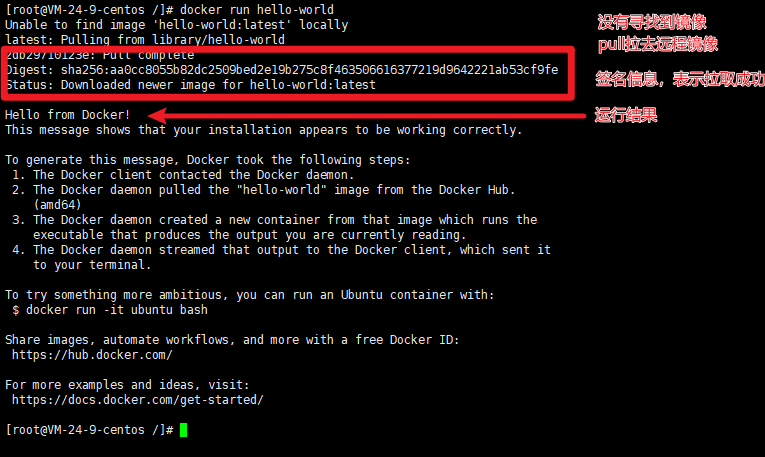 [root@VM-24-9-centos /]# docker run hello-world
没有寻找到镜像
Unable to find image 'hello-world:latest' locally
latest: Pulling from library/hello-world
pull拉去远程镜像
2db29710123e: Pull complete
Digest: sha256:aa0cc8055b82dc2509bed2e19b275c8f463506616377219d9642221ab53cf9fe
签名信息，表示拉取成功
Status: Downloaded newer image for hello-world:latest
Hello from Docker!
运行结果
This message shows that your installation appears to be working correctly.
To generate this message, Docker took the following steps:
1. The Docker client contacted the Docker daemon.
2. The Docker daemon pulled the "hello-world" image from the Docker Hub.
(amd64)
3. The Docker daemon created a new container from that image which runs the
executable that produces the output you are currently reading.
4. The Docker daemon streamed that output to the Docker client, which sent it
to your terminal.
To try something more ambitious, you can run an Ubuntu container with:
$ docker run -it ubuntu bash
Share images, automate workflows, and more with a free Docker ID:
https://hub.docker.com/
For more examples and ideas, visit:
https://docs.docker.com/get-started/
[root@VM-24-9-centos /]#